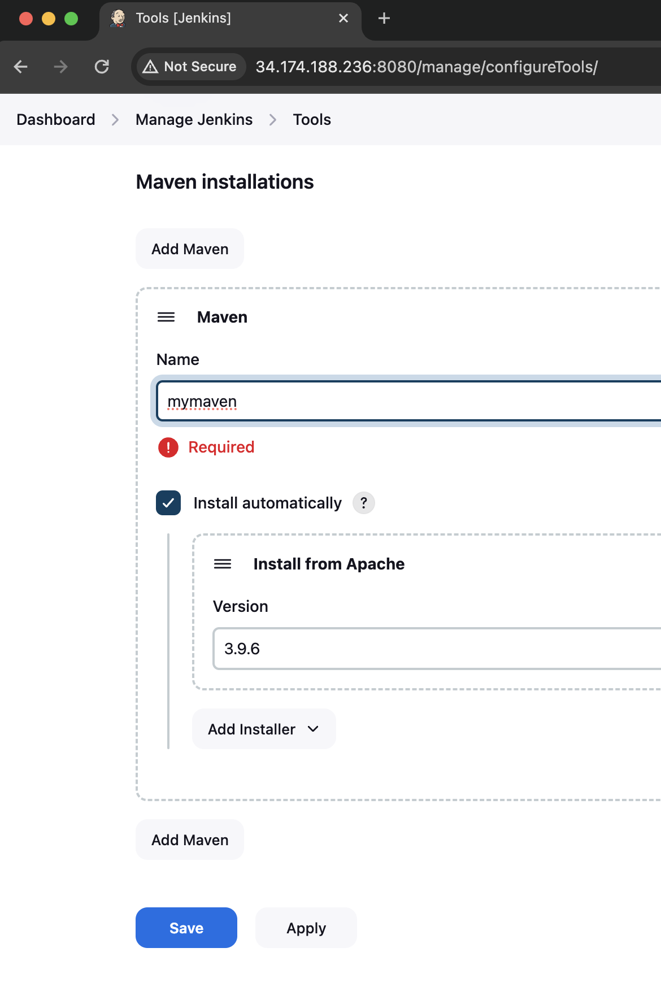 Tools [Jenkins]
Not Secure 34.174.188.236:8080/manage/configureTools/
Dashboard > Manage Jenkins > Tools
Maven installations
Add Maven
Maven
Name
mymaven
! Required
Install automatically ?
Install from Apache
Version
3.9.6
Add Installer
Add Maven
Save Apply